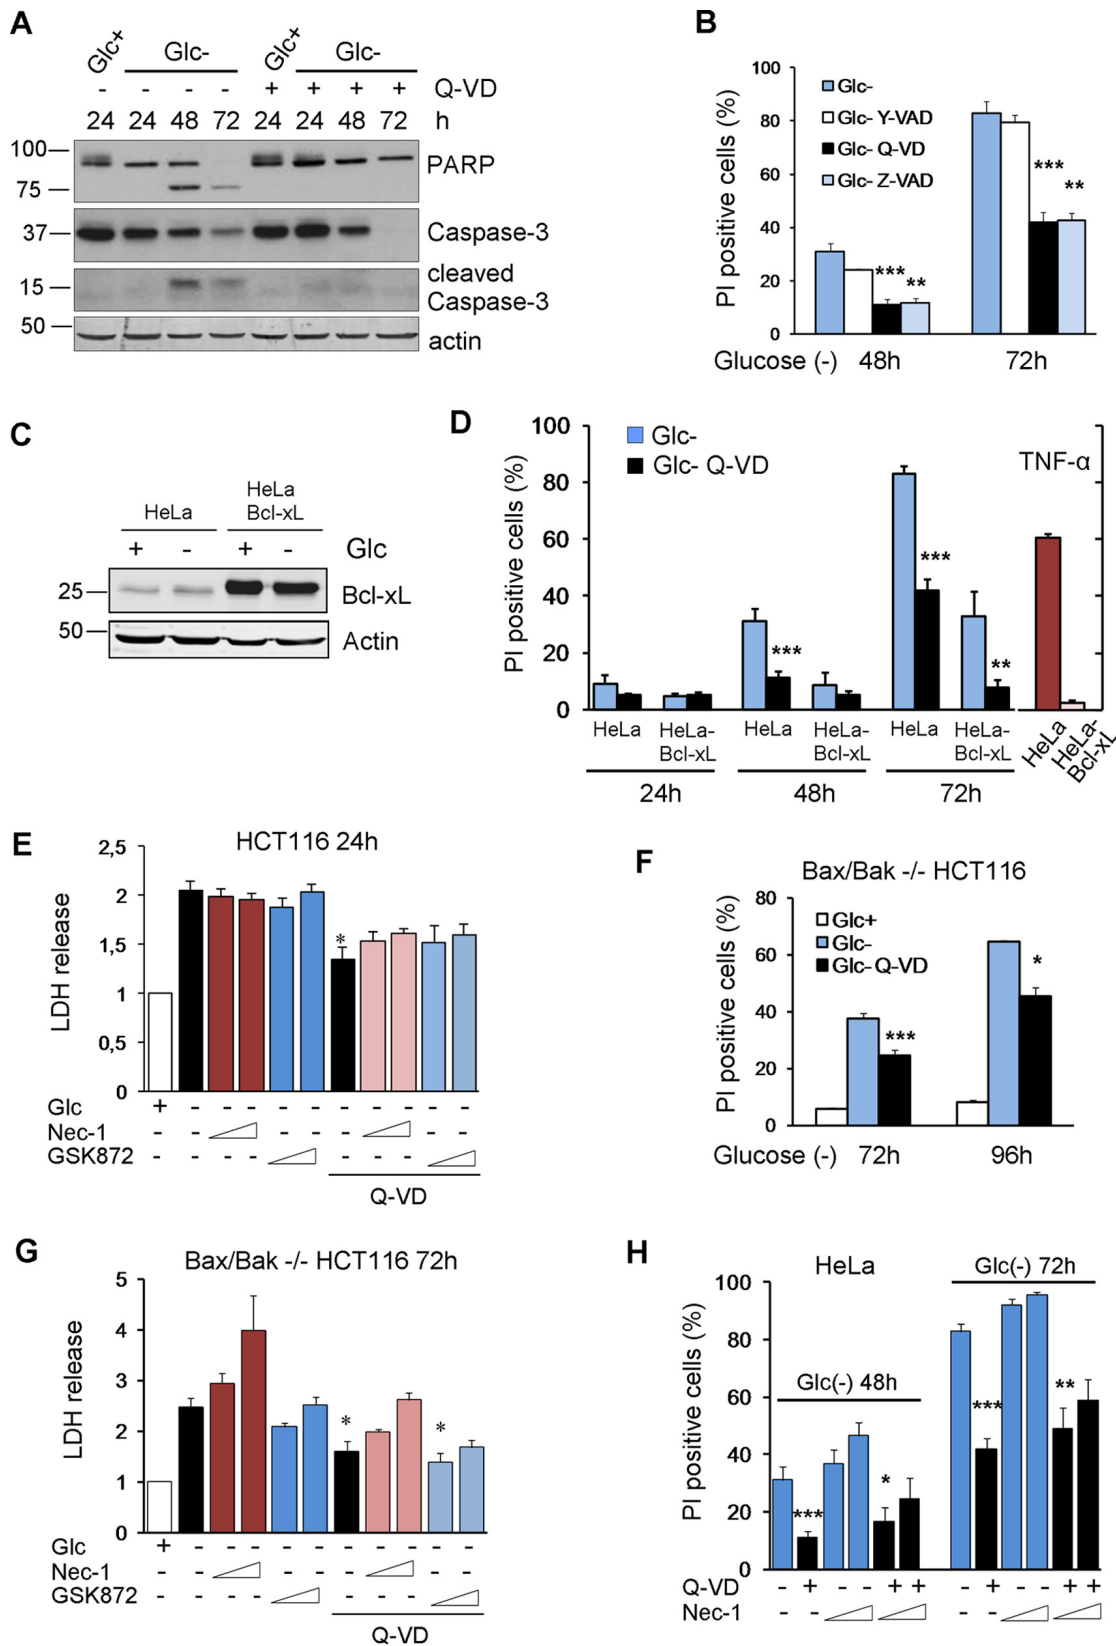 A
Glc+ Glc- Glc+ Glc-
- - - - + + + + Q-VD
24 24 48 72 24 24 48 72 h
100
PARP
75
37 Caspase-3
cleaved
15 Caspase-3
50
actin
B
PI positive cells (%)
100
80
60
40
20
0
Glc-
Glc- Y-VAD
Glc- Q-VD
Glc- Z-VAD
*** **
*** **
Glucose (-) 48h 72h
C
HeLa HeLa Bcl-xL
+ - + - Glc
25 Bcl-xL
50
Actin
D
PI positive cells (%)
100
80
60
40
20
0
Glc-
Glc- Q-VD
TNF-α
***
*** **
HeLa HeLa-Bcl-xL HeLa HeLa-Bcl-xL HeLa HeLa-Bcl-xL HeLa HeLa-Bcl-xL
24h 48h 72h
E
HCT116 24h
LDH release
2,5
2
1,5
1
0,5
0
*
Glc + - - - - - - - - - -
Nec-1 - - - - - - -
GSK872 - - - - - - -
Q-VD
F
Bax/Bak -/- HCT116
PI positive cells (%)
80
60
40
20
0
Glc+
Glc-
Glc- Q-VD
*** *
Glucose (-) 72h 96h
G
Bax/Bak -/- HCT116 72h
LDH release
5
4
3
2
1
0
* *
Glc + - - - - - - - - - -
Nec-1 - - - - - - -
GSK872 - - - - - - -
Q-VD
H
HeLa
Glc(-) 72h
Glc(-) 48h
PI positive cells (%)
100
80
60
40
20
0
*** * *** **
Q-VD - + - - + + - + - - + +
Nec-1 - - - -